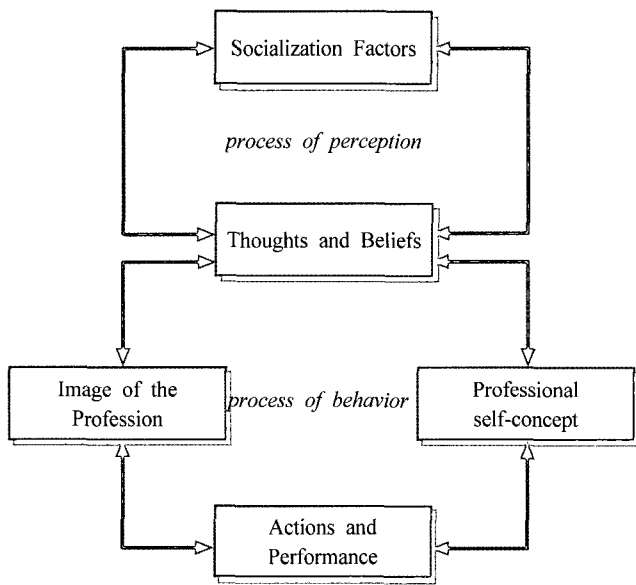 Socialization Factors
process of perception
Thoughts and Beliefs
Image of the
Profession
process of behavior
Professional
self-concept
Actions and
Performance